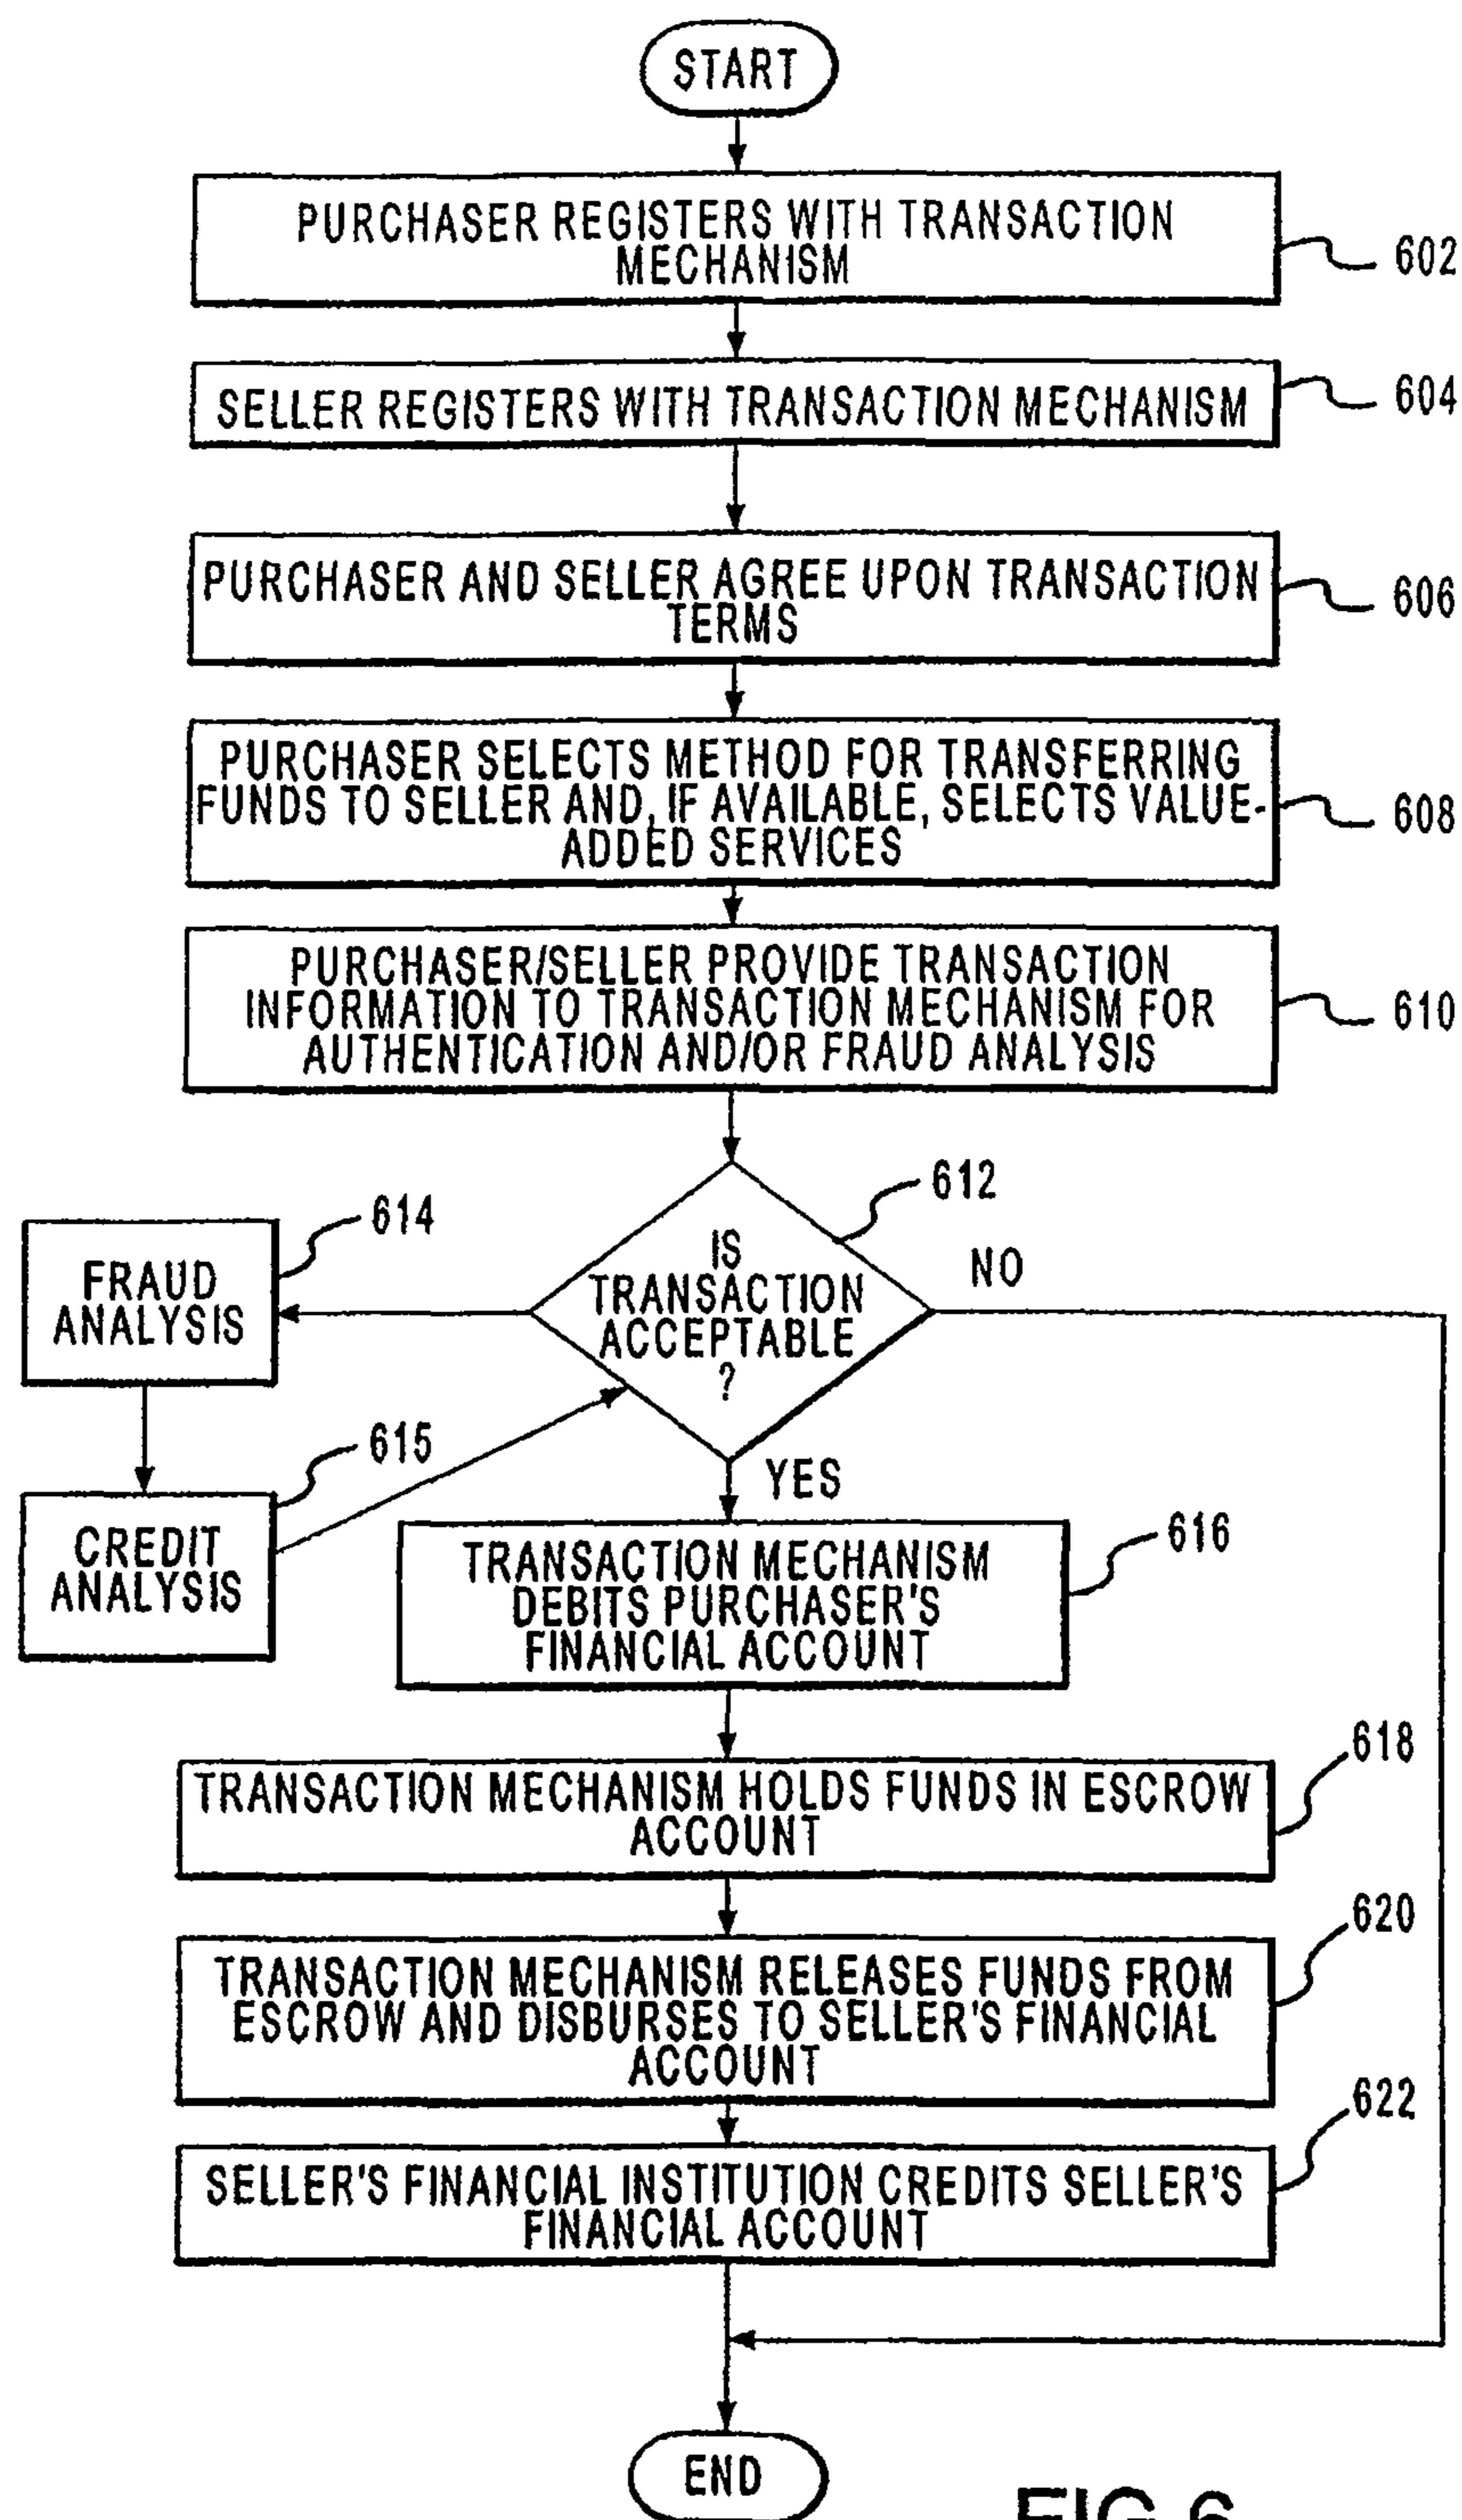 START
PURCHASER REGISTERS WITH TRANSACTION
MECHANISM
602
SELLER REGISTERS WITH TRANSACTION MECHANISM
604
PURCHASER AND SELLER AGREE UPON TRANSACTION
TERMS
606
PURCHASER SELECTS METHOD FOR TRANSFERRING
FUNDS TO SELLER AND, IF AVAILABLE, SELECTS VALUE-
ADDED SERVICES
608
PURCHASER/SELLER PROVIDE TRANSACTION
INFORMATION TO TRANSACTION MECHANISM FOR
AUTHENTICATION AND/OR FRAUD ANALYSIS
610
612
IS
TRANSACTION
ACCEPTABLE
?
NO
614
FRAUD
ANALYSIS
615
CREDIT
ANALYSIS
YES
616
TRANSACTION MECHANISM
DEBITS PURCHASER'S
FINANCIAL ACCOUNT
618
TRANSACTION MECHANISM HOLDS FUNDS IN ESCROW
ACCOUNT
620
TRANSACTION MECHANISM RELEASES FUNDS FROM
ESCROW AND DISBURSES TO SELLER'S FINANCIAL
ACCOUNT
622
SELLER'S FINANCIAL INSTITUTION CREDITS SELLER'S
FINANCIAL ACCOUNT
END
FIG.6